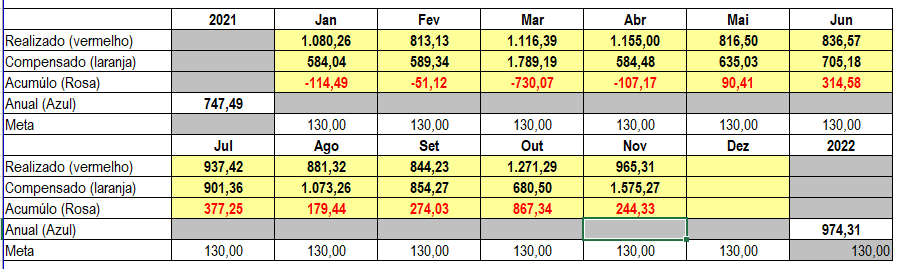 2021 Jan Fev Mar Abr Mai Jun
Realizado (vermelho) 1.080,26 813,13 1.116,39 1.155,00 816,50 836,57
Compensado (laranja) 584,04 589,34 1.789,19 584,48 635,03 705,18
Acumúlo (Rosa) -114,49 -51,12 -730,07 -107,17 90,41 314,58
Anual (Azul) 747,49
Meta 130,00 130,00 130,00 130,00 130,00 130,00
Jul Ago Set Out Nov Dez 2022
Realizado (vermelho) 937,42 881,32 844,23 1.271,29 965,31
Compensado (laranja) 901,36 1.073,26 854,27 680,50 1.575,27
Acumúlo (Rosa) 377,25 179,44 274,03 867,34 244,33
Anual (Azul) 974,31
Meta 130,00 130,00 130,00 130,00 130,00 130,00 130,00